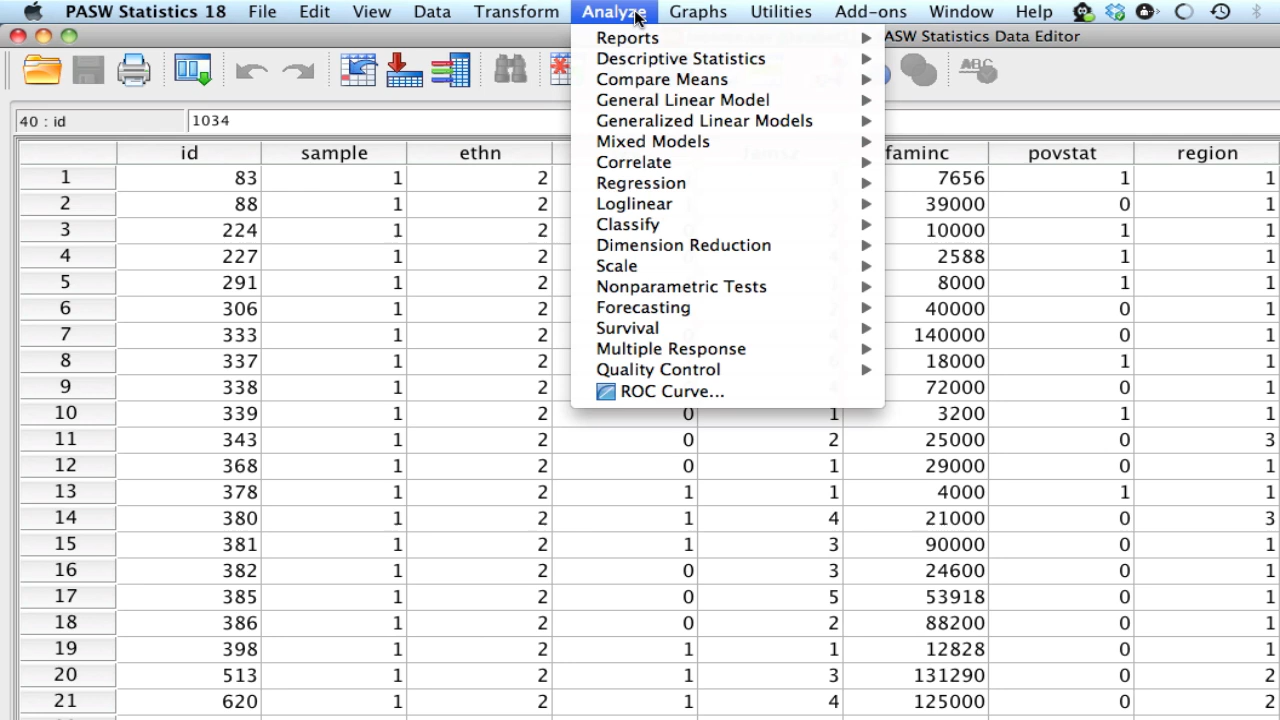 PASW Statistics 18 File Edit View Data Transform Analyze Graphs Utilities Add-ons Window Help
ASW Statistics Data Editor
Reports
Descriptive Statistics
Compare Means
General Linear Model
Generalized Linear Models
Mixed Models
Correlate
Regression
Loglinear
Classify
Dimension Reduction
Scale
Nonparametric Tests
Forecasting
Survival
Multiple Response
Quality Control
ROC Curve...
ABC
40 : id 1034
id sample ethn faminc povstat region
1 83 1 2 7656 1 1
2 88 1 2 39000 0 1
3 224 1 2 10000 1 1
4 227 1 2 2588 1 1
5 291 1 2 8000 1 1
6 306 1 2 40000 0 1
7 333 1 2 140000 0 1
8 337 1 2 18000 1 1
9 338 1 2 72000 0 1
10 339 1 2 0 1 3200 1 1
11 343 1 2 0 2 25000 0 3
12 368 1 2 0 1 29000 0 1
13 378 1 2 1 1 4000 1 1
14 380 1 2 1 4 21000 0 3
15 381 1 2 1 3 90000 0 1
16 382 1 2 0 3 24600 0 1
17 385 1 2 0 5 53918 0 1
18 386 1 2 0 2 88200 0 1
19 398 1 2 1 1 12828 0 1
20 513 1 2 1 3 131290 0 2
21 620 1 2 1 4 125000 0 2